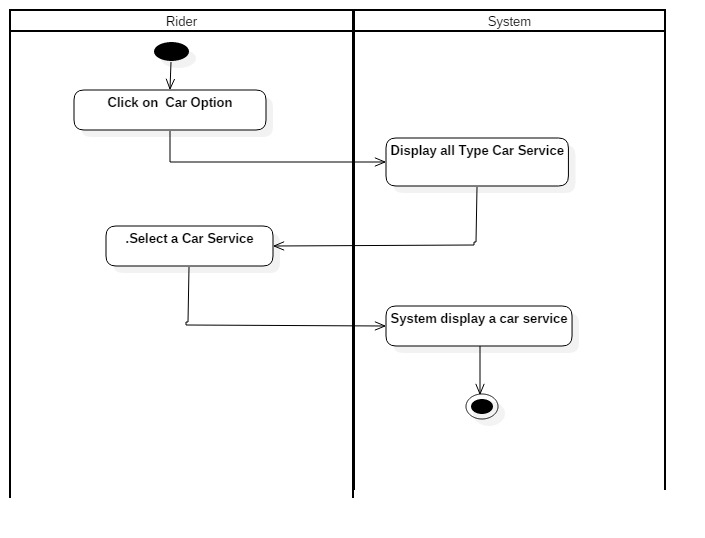 Rider
System
Click on  Car Option
Display all Type Car Service
.Select a Car Service
System display a car service